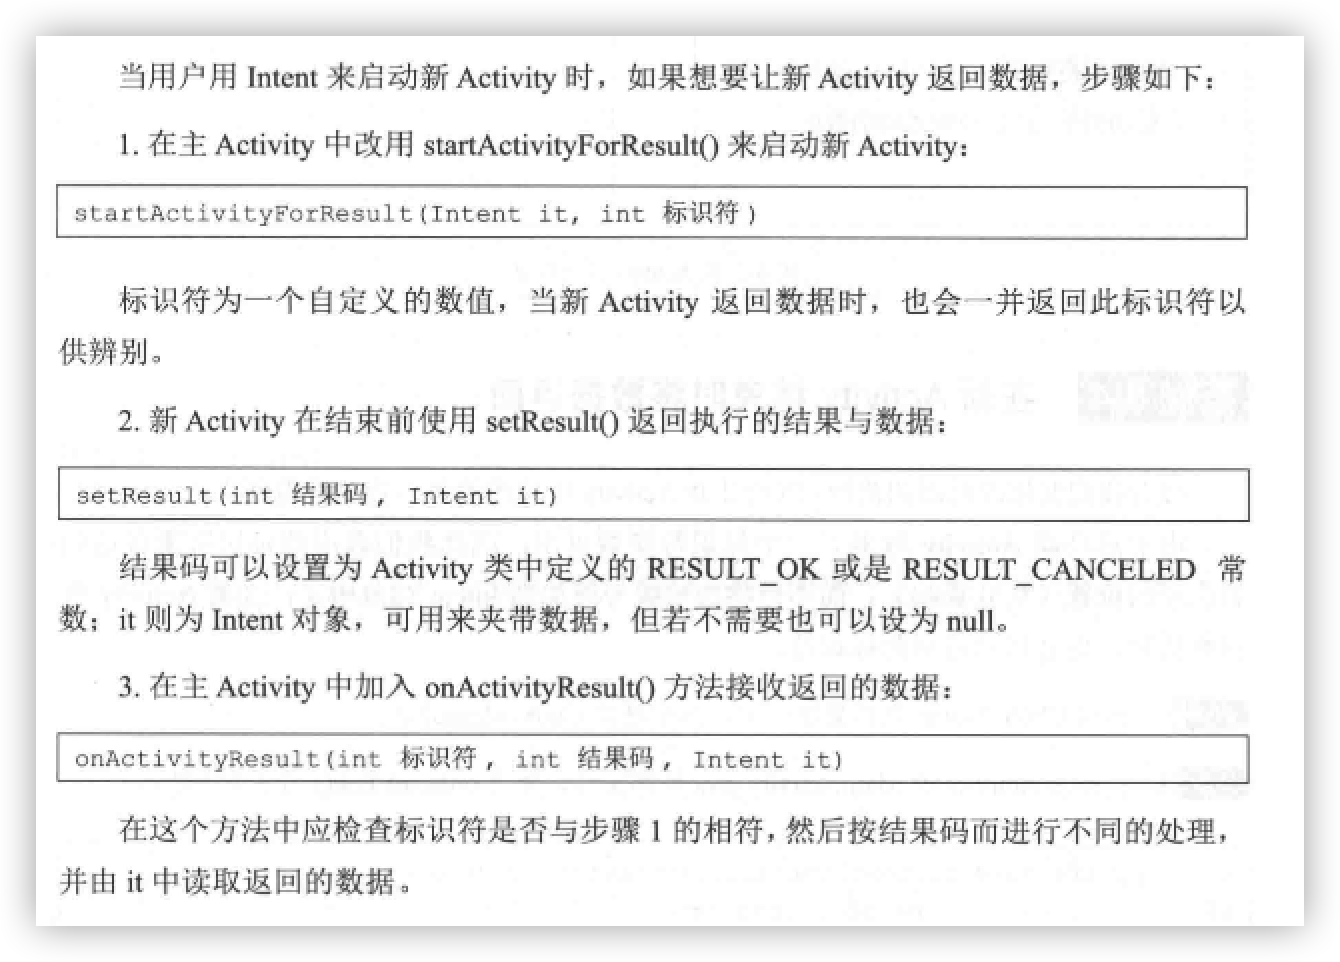 当用户用 Intent 来启动新 Activity 时，如果想要让新 Activity 返回数据，步骤如下：
1. 在主 Activity 中改用 startActivityForResult() 来启动新 Activity：
startActivityForResult(Intent it, int 标识符)
标识符为一个自定义的数值，当新 Activity 返回数据时，也会一并返回此标识符以
供辨别。
2. 新 Activity 在结束前使用 setResult() 返回执行的结果与数据：
setResult(int 结果码, Intent it)
结果码可以设置为 Activity 类中定义的 RESULT_OK 或是 RESULT_CANCELED 常
数；it 则为 Intent 对象，可用来夹带数据，但若不需要也可以设为 null。
3. 在主 Activity 中加入 onActivityResult() 方法接收返回的数据：
onActivityResult(int 标识符, int 结果码, Intent it)
在这个方法中应检查标识符是否与步骤 1 的相符，然后按结果码而进行不同的处理，
并由 it 中读取返回的数据。